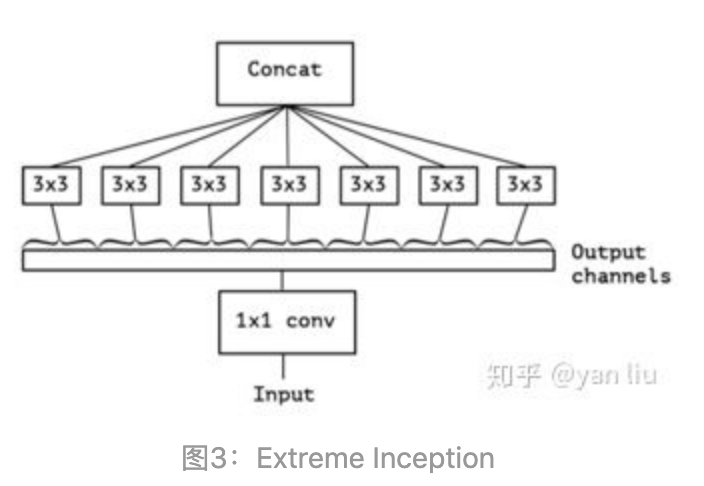 Concat
3x3 3x3 3x3 3x3 3x3 3x3 3x3
Output
channels
1x1 conv
Input
知乎 @yan liu
图3：Extreme Inception